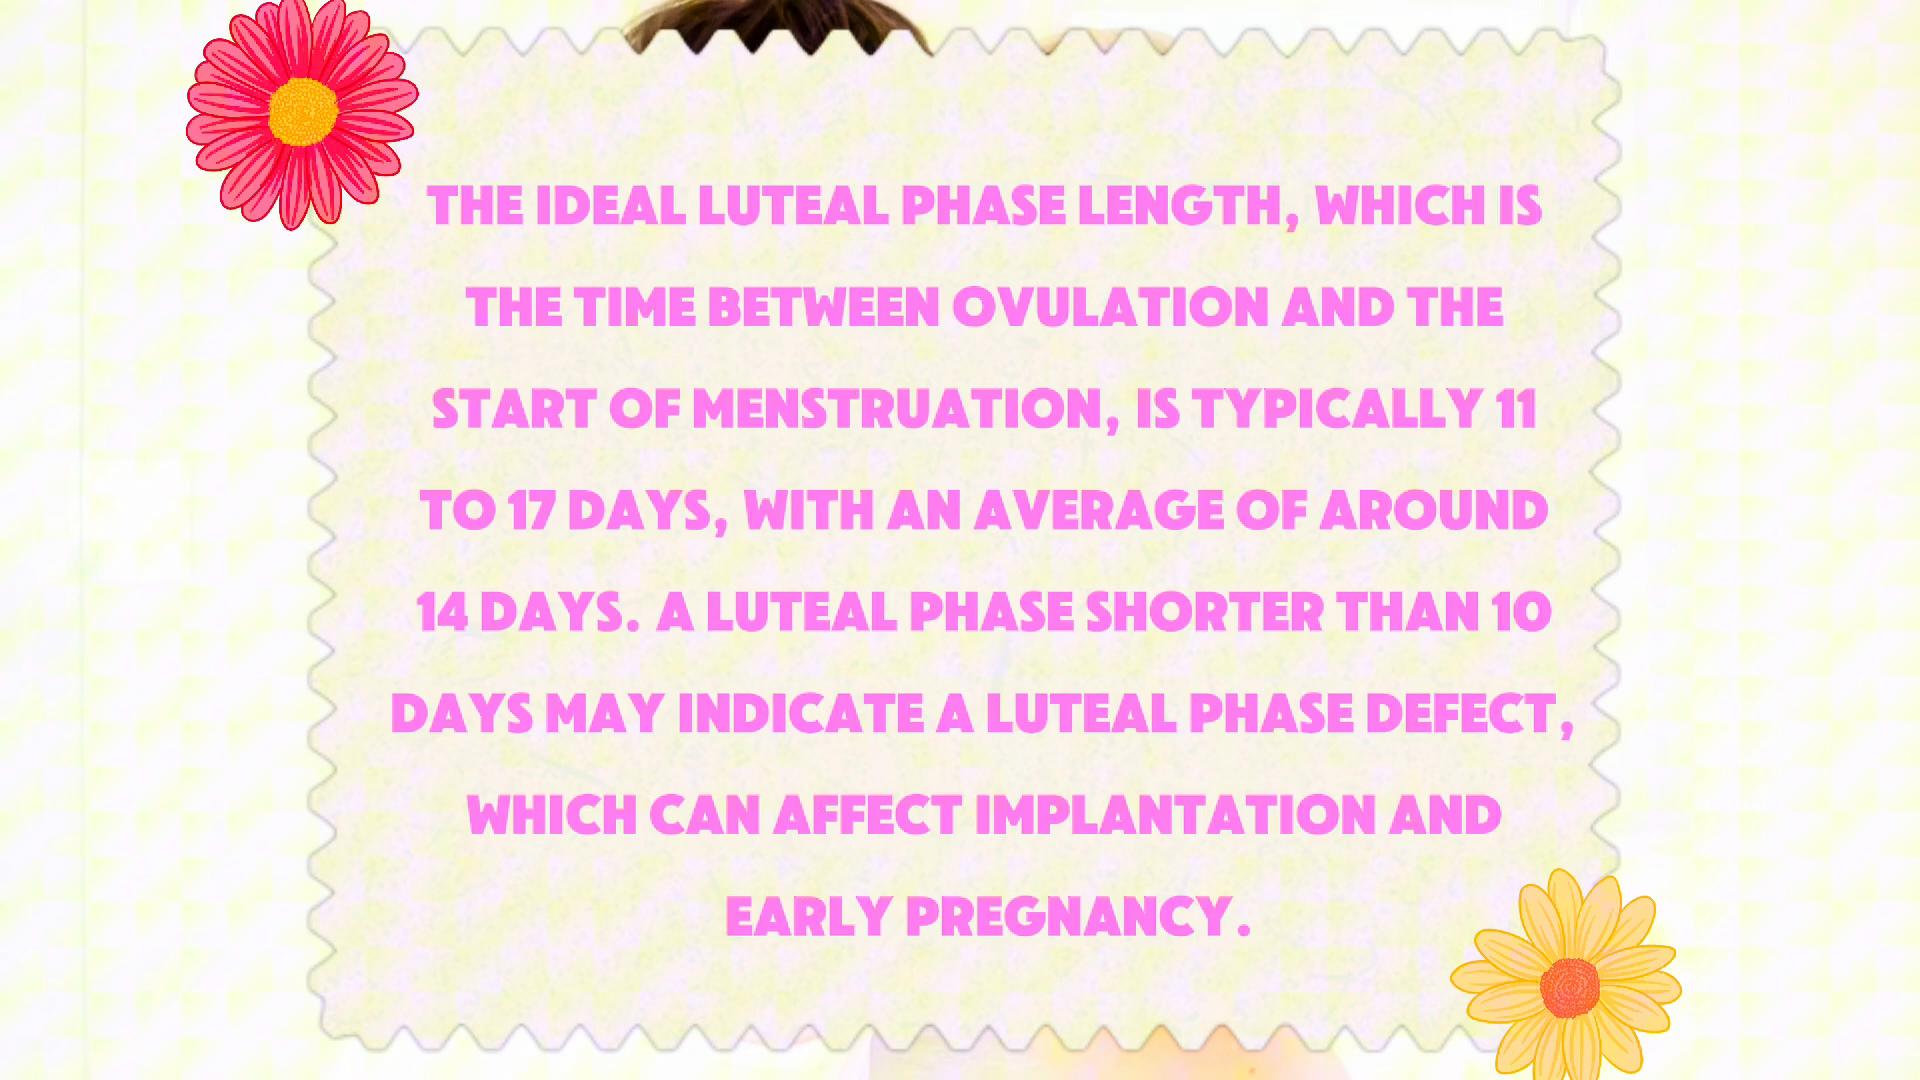 THE IDEAL LUTEAL PHASE LENGTH, WHICH IS
THE TIME BETWEEN OVULATION AND THE
START OF MENSTRUATION, IS TYPICALLY 11
TO 17 DAYS, WITH AN AVERAGE OF AROUND
14 DAYS. A LUTEAL PHASE SHORTER THAN 10
DAYS MAY INDICATE A LUTEAL PHASE DEFECT,
WHICH CAN AFFECT IMPLANTATION AND
EARLY PREGNANCY.